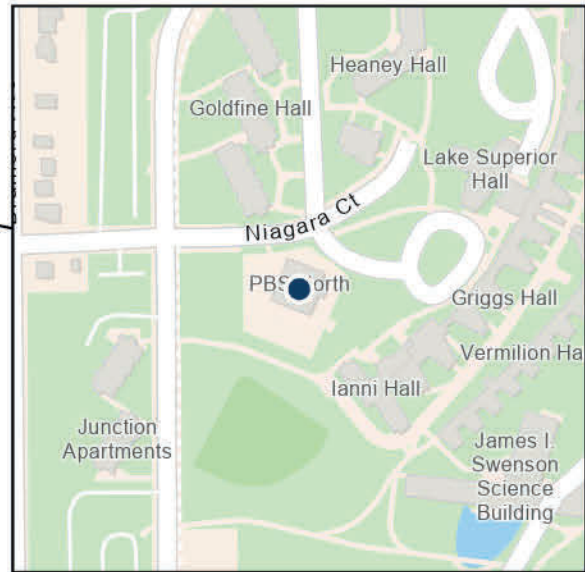 Heaney Hall
Goldfine Hall
Lake Superior
Hall
Niagara Ct
PBS North
Griggs Hall
Vermilion Ha
Ianni Hall
Junction
Apartments
James I.
Swenson
Science
Building